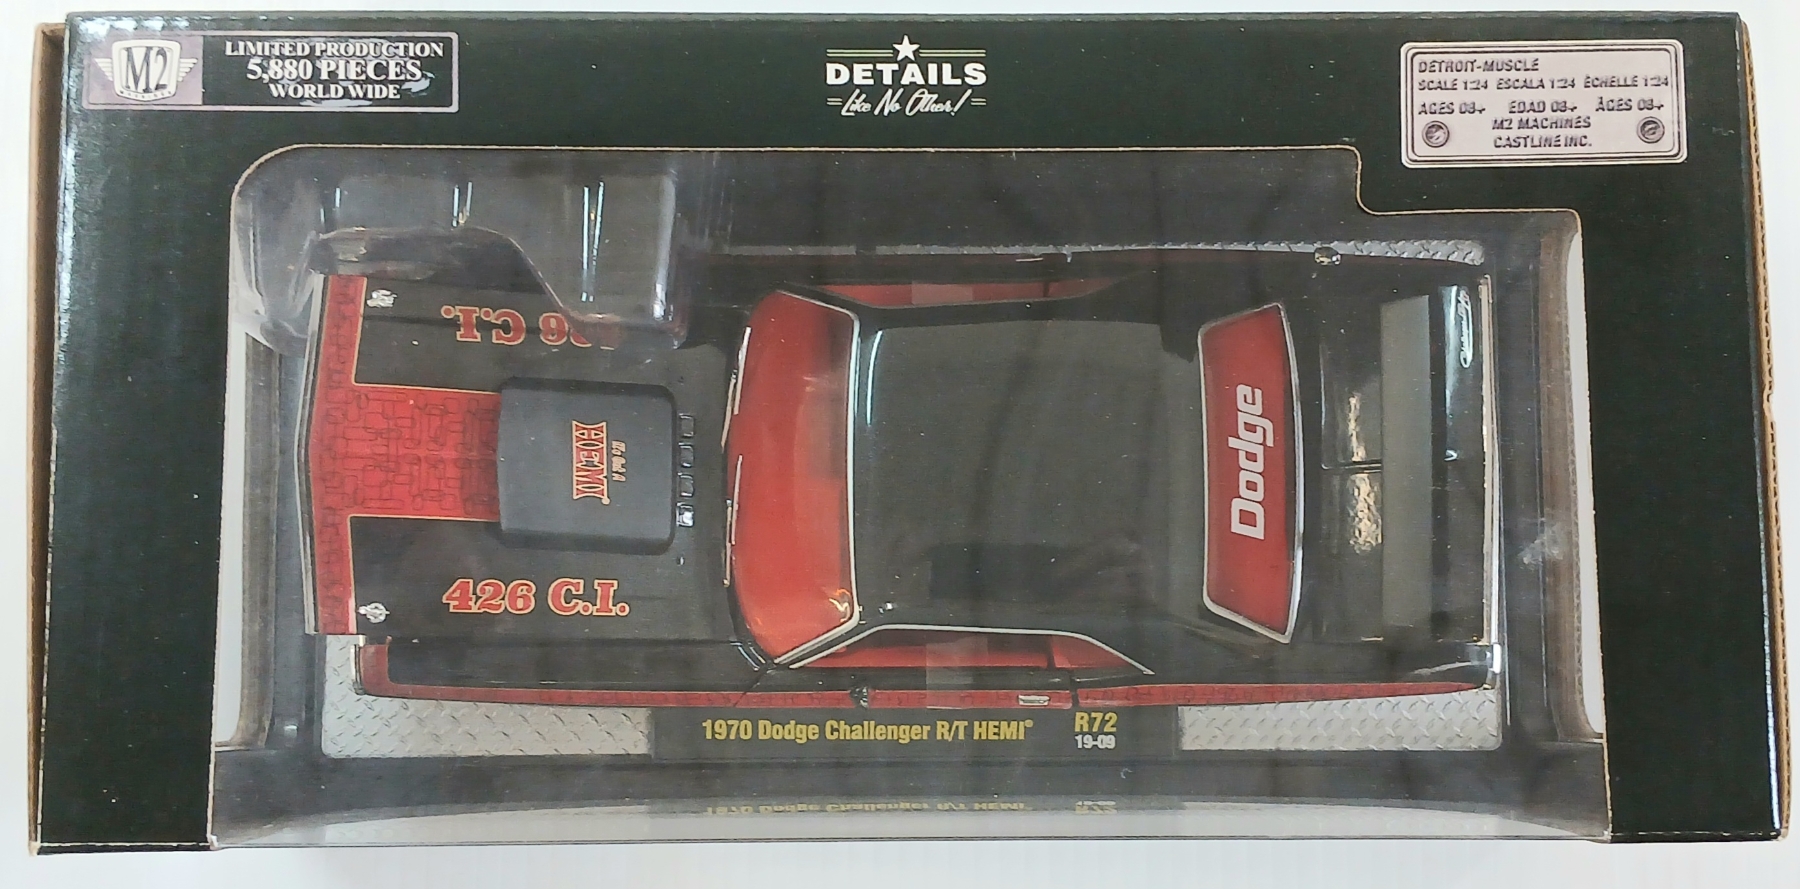 M2
MACHINES
LIMITED PRODUCTION
5,880 PIECES
WORLD WIDE
DETAILS
Like No Other!
DETROIT-MUSCLE
SCALE 1:24 ESCALA 1:24 ÉCHELLE 1:24
AGES 08+ EDAD 08+ ÂGES 08+
M2 MACHINES
CASTLINE INC.
426 C.I.
HEMI
Dodge
426 C.I.
1970 Dodge Challenger R/T HEMI®
R72
19-09